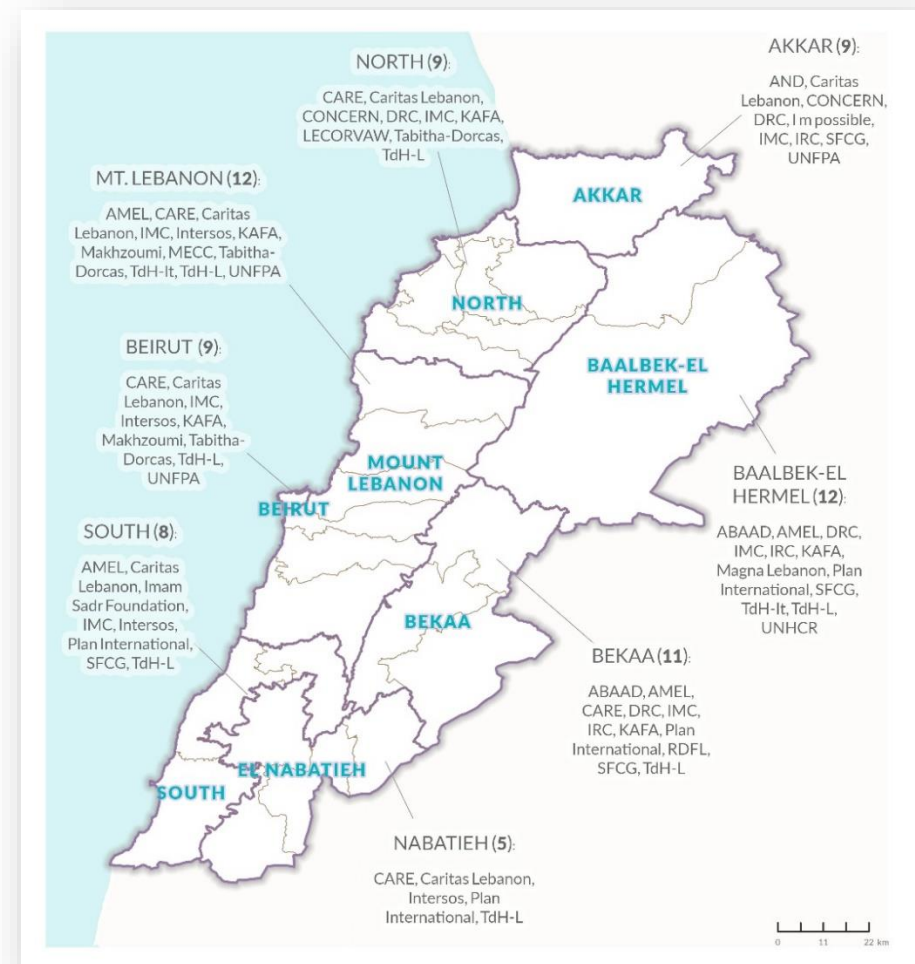 NORTH (9):
CARE, Caritas Lebanon,
CONCERN, DRC, IMC, KAFA,
LECORVAW, Tabitha-Dorcas,
TdH-L
AKKAR (9):
AND, Caritas
Lebanon, CONCERN,
DRC, I m possible,
IMC, IRC, SFCG,
UNFPA
MT. LEBANON (12):
AMEL, CARE, Caritas
Lebanon, IMC, Intersos, KAFA,
Makhzoumi, MECC, Tabitha-
Dorcas, TdH-It, TdH-L, UNFPA
BEIRUT (9):
CARE, Caritas
Lebanon, IMC,
Intersos, KAFA,
Makhzoumi, Tabitha-
Dorcas, TdH-L,
UNFPA
SOUTH (8):
AMEL, Caritas
Lebanon, Imam
Sadr Foundation,
IMC, Intersos,
Plan International,
SFCG, TdH-L
AKKAR
NORTH
BAALBEK-EL
HERMEL
MOUNT
LEBANON
BEIRUT
BEKAA
EL NABATIEH
SOUTH
BAALBEK-EL
HERMEL (12):
ABAAD, AMEL, DRC,
IMC, IRC, KAFA,
Magna Lebanon, Plan
International, SFCG,
TdH-It, TdH-L,
UNHCR
BEKAA (11):
ABAAD, AMEL,
CARE, DRC, IMC,
IRC, KAFA, Plan
International, RDFL,
SFCG, TdH-L
NABATIEH (5):
CARE, Caritas Lebanon,
Intersos, Plan
International, TdH-L
0 11 22 km